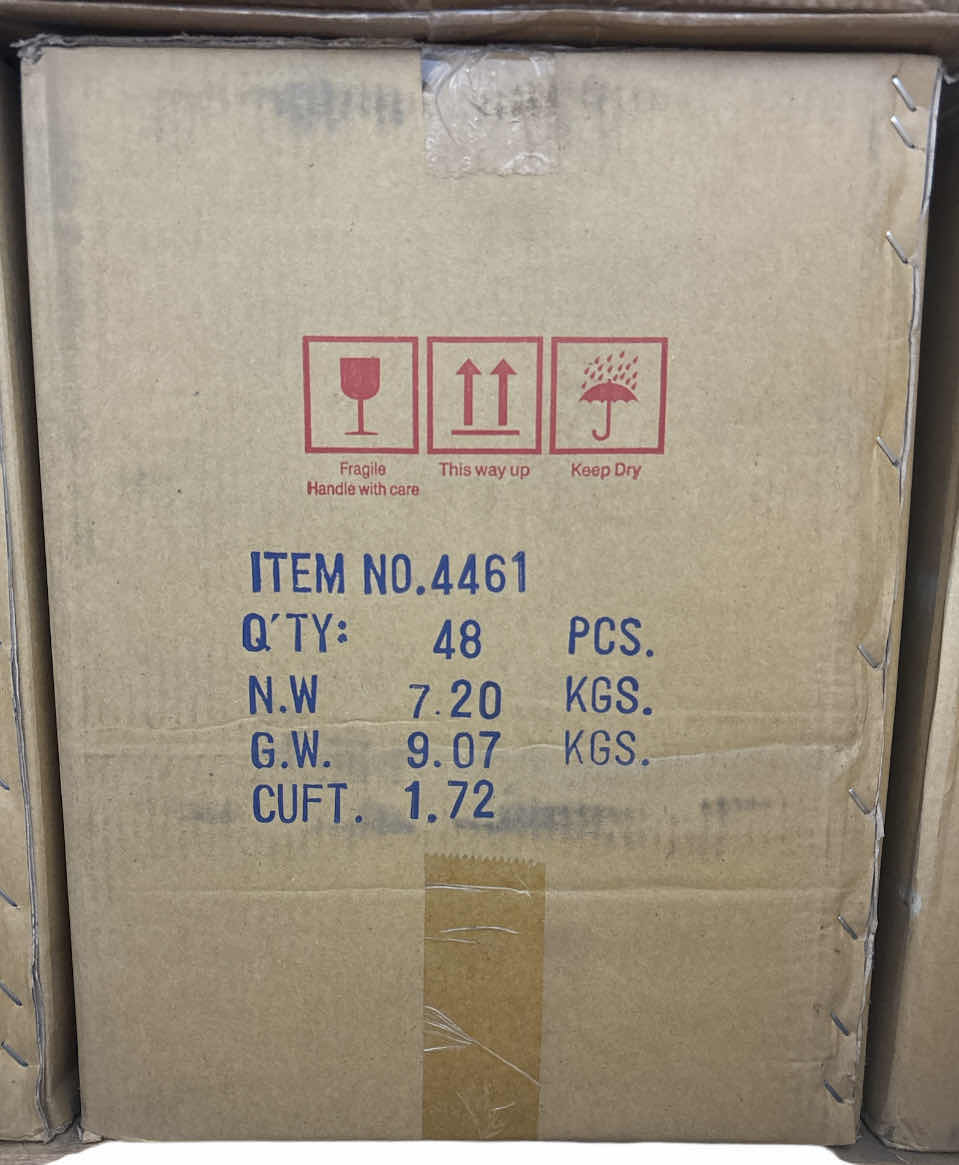 Fragile This way up Keep Dry
Handle with care
ITEM NO.4461
Q'TY: 48 PCS.
N.W 7.20 KGS.
G.W. 9.07 KGS.
CUFT. 1.72